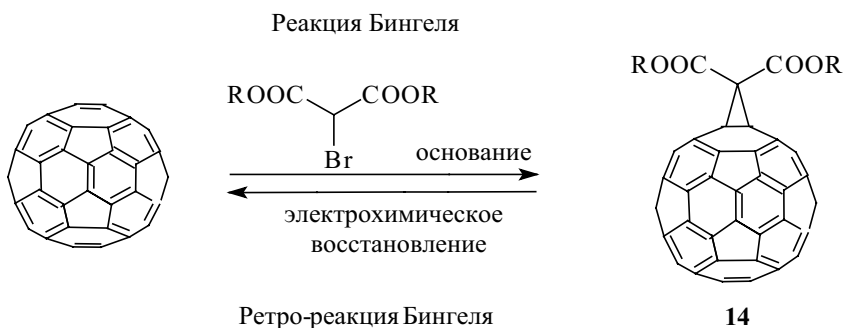 Реакция Бингеля
ROOC COOR
Br
основание
электрохимическое
восстановление
Ретро-реакция Бингеля
ROOC COOR
14